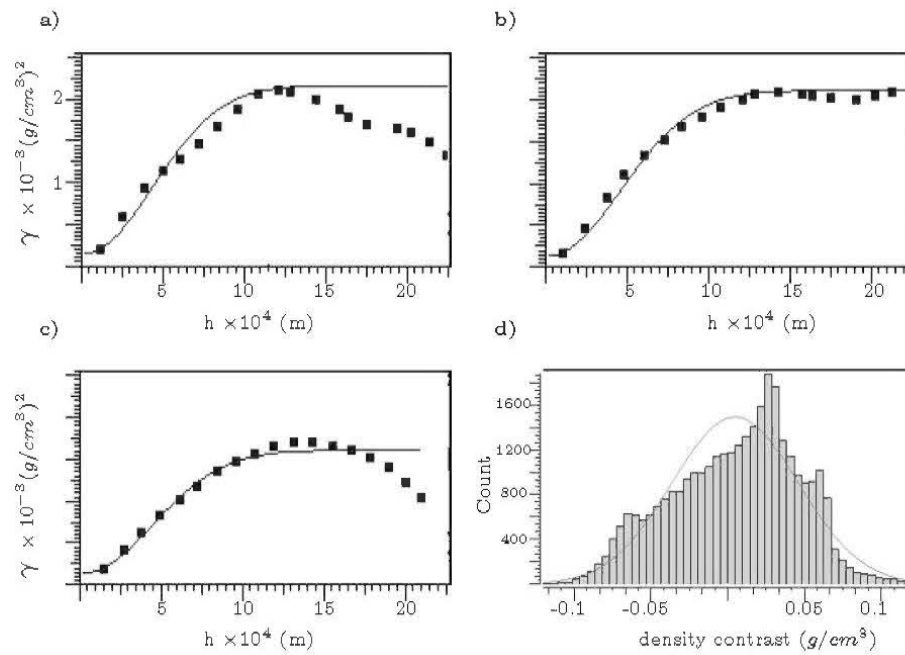 a)
γ × 10⁻³ (g/cm³)²
2
1
5 10 15 20
h ×10⁴ (m)
b)
5 10 15 20
h ×10⁴ (m)
c)
γ × 10⁻³ (g/cm³)²
5 10 15 20
h ×10⁴ (m)
d)
Count
1600
1200
800
400
-0.1 -0.05 0.05 0.1
density contrast (g/cm³)